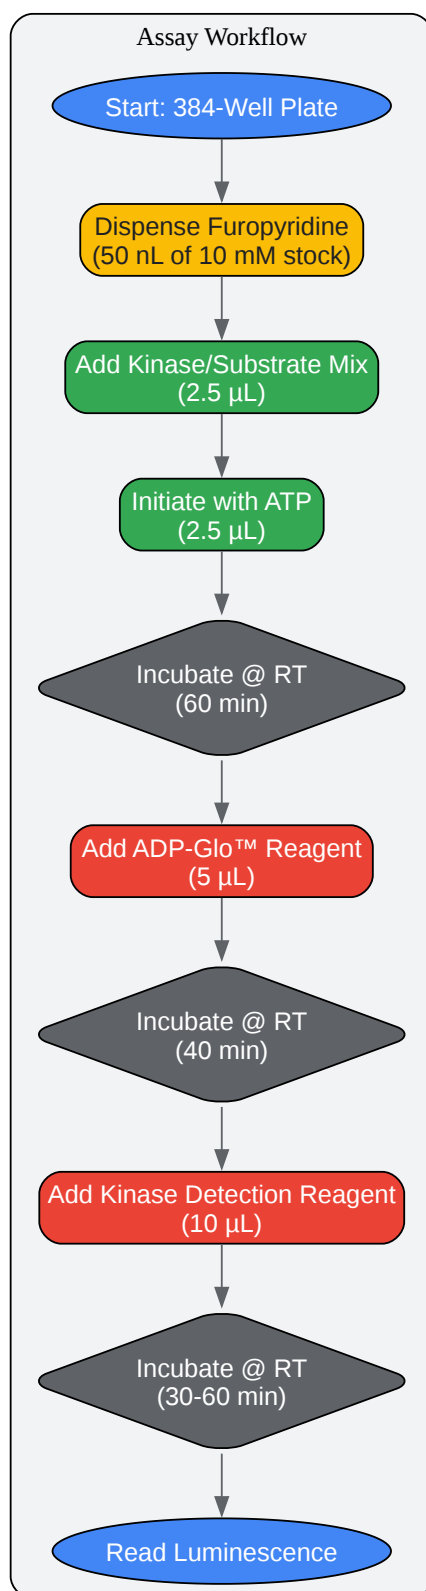 Assay Workflow
Start: 384-Well Plate
Dispense Furopyridine
(50 nL of 10 mM stock)
Add Kinase/Substrate Mix
(2.5 µL)
Initiate with ATP
(2.5 µL)
Incubate @ RT
(60 min)
Add ADP-Glo™ Reagent
(5 µL)
Incubate @ RT
(40 min)
Add Kinase Detection Reagent
(10 µL)
Incubate @ RT
(30-60 min)
Read Luminescence